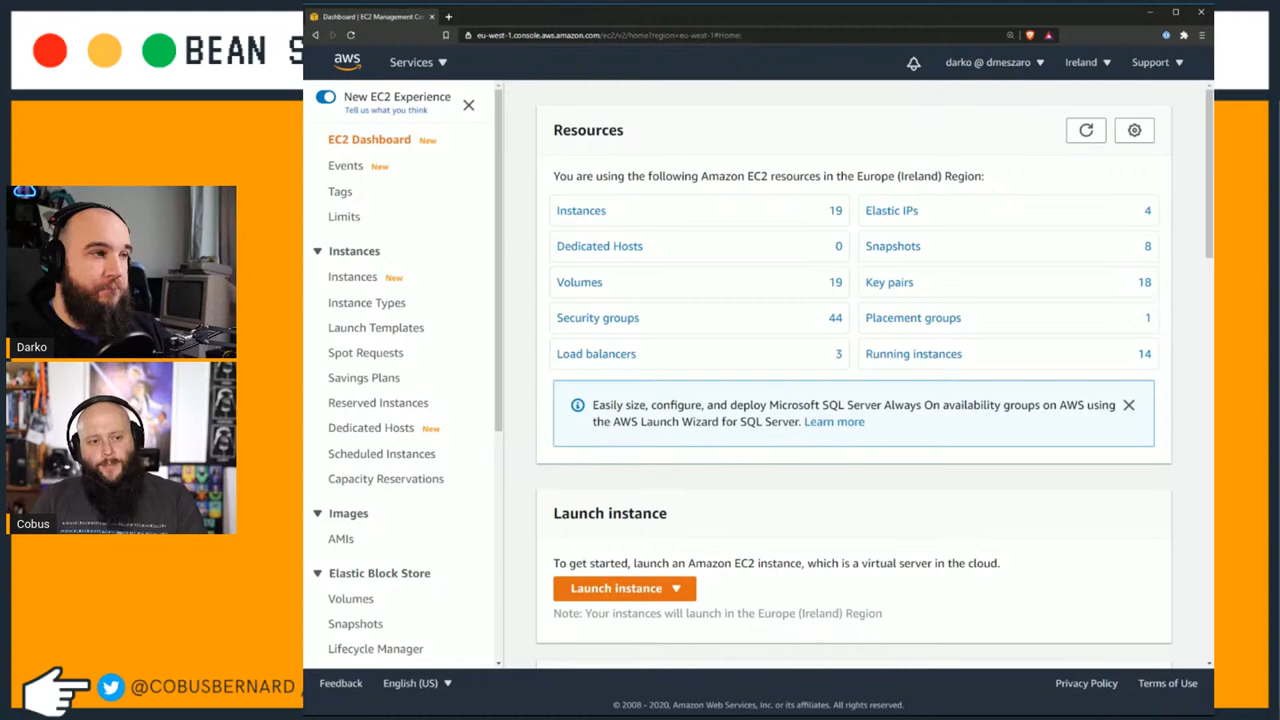 BEAN S
Darko
Cobus
@COBUSBERNARD /
Dashboard | EC2 Management Co
eu-west-1.console.aws.amazon.com/ec2/v2/home?region=eu-west-1#Home:
aws
Services
darko @ dmeszaro
Ireland
Support
New EC2 Experience
Tell us what you think
EC2 Dashboard New
Events New
Tags
Limits
Instances
Instances New
Instance Types
Launch Templates
Spot Requests
Savings Plans
Reserved Instances
Dedicated Hosts New
Scheduled Instances
Capacity Reservations
Images
AMIs
Elastic Block Store
Volumes
Snapshots
Lifecycle Manager
Resources
You are using the following Amazon EC2 resources in the Europe (Ireland) Region:
Instances 19
Elastic IPs 4
Dedicated Hosts 0
Snapshots 8
Volumes 19
Key pairs 18
Security groups 44
Placement groups 1
Load balancers 3
Running instances 14
Easily size, configure, and deploy Microsoft SQL Server Always On availability groups on AWS using
the AWS Launch Wizard for SQL Server. Learn more
Launch instance
To get started, launch an Amazon EC2 instance, which is a virtual server in the cloud.
Launch instance
Note: Your instances will launch in the Europe (Ireland) Region
Feedback
English (US)
Privacy Policy
Terms of Use
© 2008 - 2020, Amazon Web Services, Inc. or its affiliates. All rights reserved.